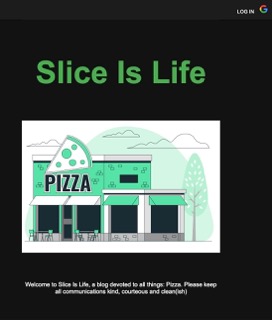 LOG IN
Slice Is Life
PIZZA
Welcome to Slice Is Life, a blog devoted to all things: Pizza. Please keep
all communications kind, courteous and clean(ish)